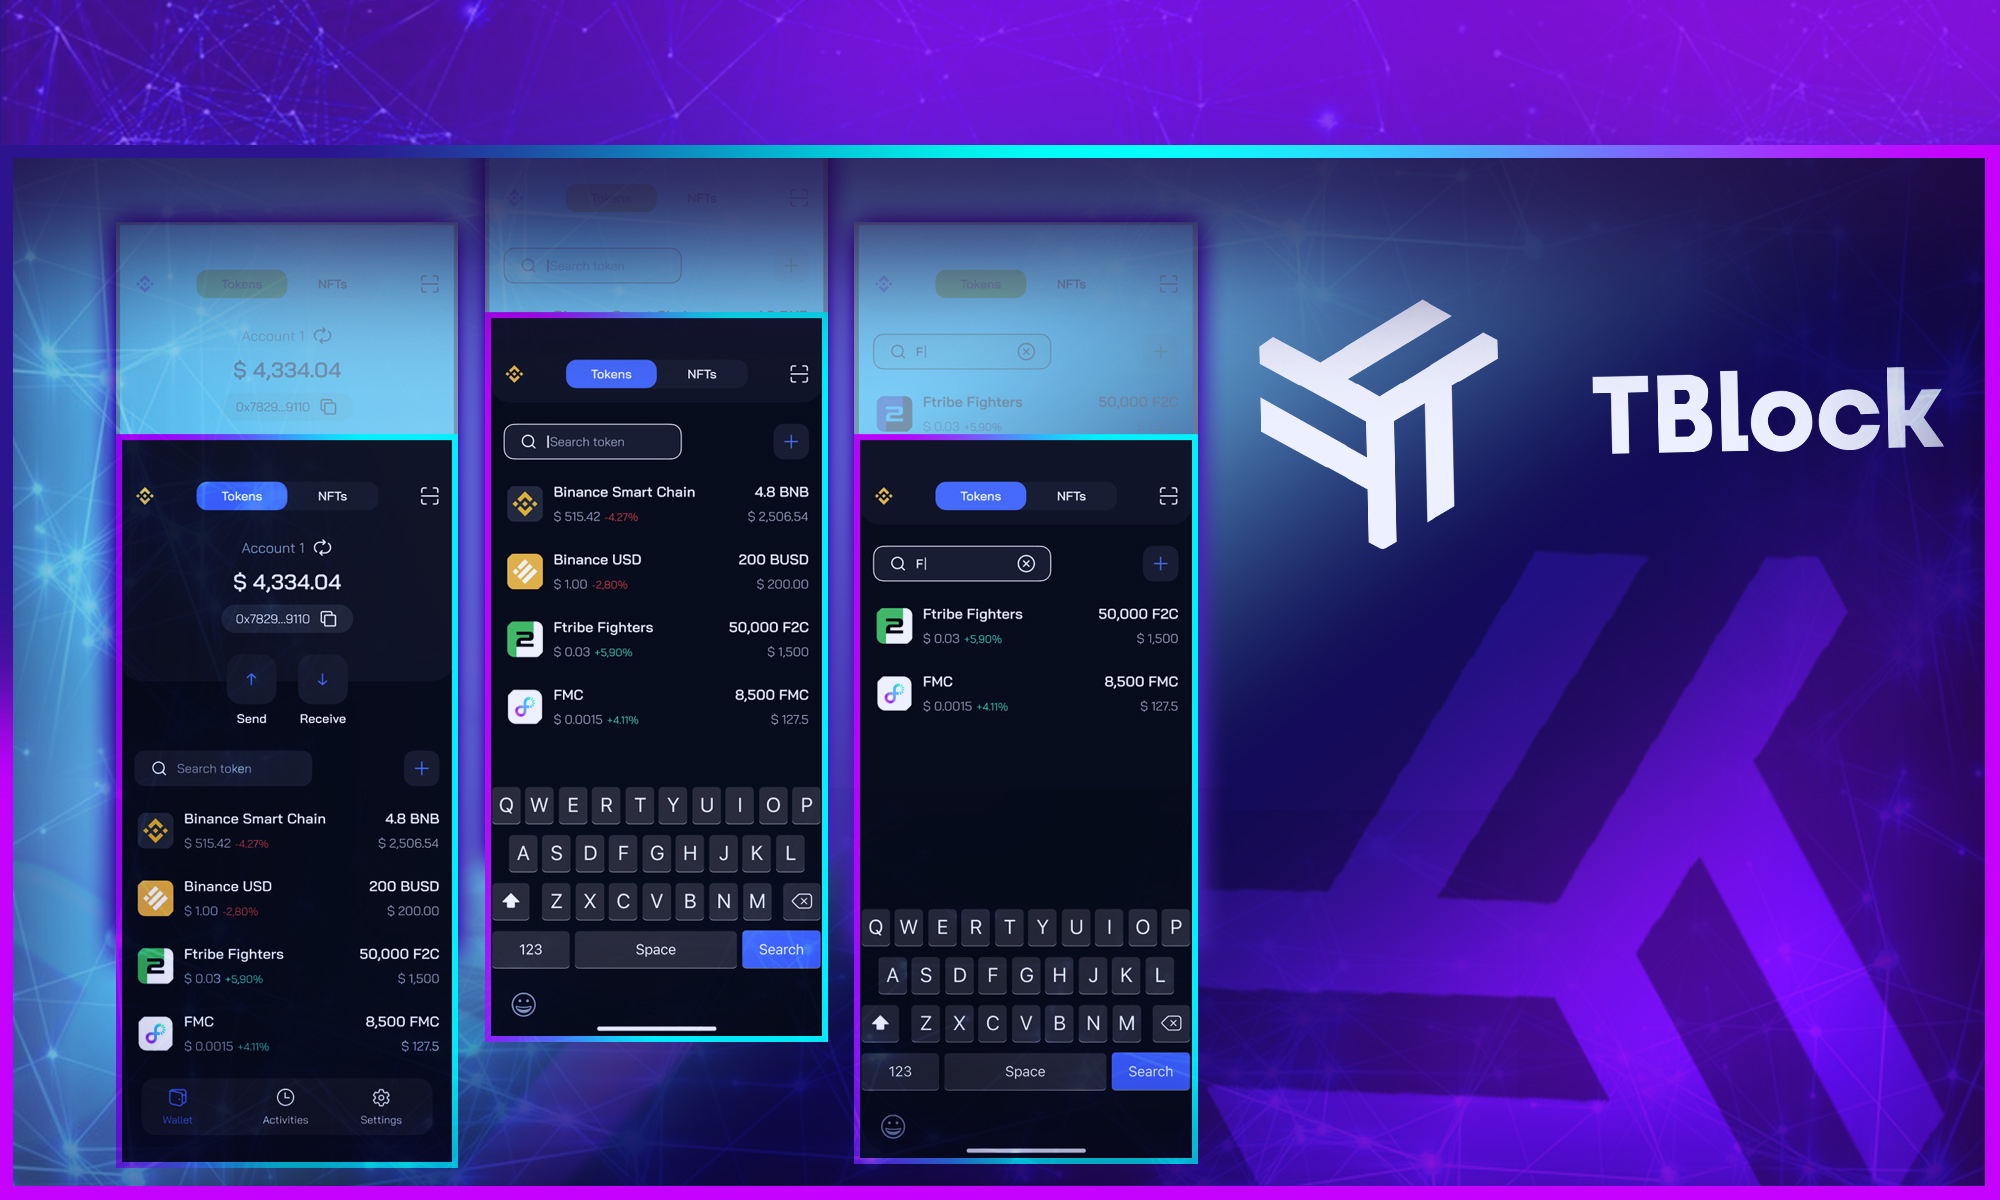 Tokens NFTs
Account 1
$ 4,334.04
0x7829...9110
Tokens NFTs
Account 1
$ 4,334.04
0x7829...9110
Send Receive
Search token
Binance Smart Chain 4.8 BNB
$ 515.42 -4.27% $ 2,506.54
Binance USD 200 BUSD
$ 1.00 -2,80% $ 200.00
Ftribe Fighters 50,000 F2C
$ 0.03 +5,90% $ 1,500
FMC 8,500 FMC
$ 0.0015 +4.11% $ 127.5
Wallet Activities Settings
Tokens NFTs
Search token
Tokens NFTs
Search token
Binance Smart Chain 4.8 BNB
$ 515.42 -4.27% $ 2,506.54
Binance USD 200 BUSD
$ 1.00 -2,80% $ 200.00
Ftribe Fighters 50,000 F2C
$ 0.03 +5,90% $ 1,500
FMC 8,500 FMC
$ 0.0015 +4.11% $ 127.5
Q W E R T Y U I O P
A S D F G H J K L
Z X C V B N M
123 Space Search
Tokens NFTs
F
Ftribe Fighters 50,000 F2C
$ 0.03 +5,90%
Tokens NFTs
F
Ftribe Fighters 50,000 F2C
$ 0.03 +5,90% $ 1,500
FMC 8,500 FMC
$ 0.0015 +4.11% $ 127.5
Q W E R T Y U I O P
A S D F G H J K L
Z X C V B N M
123 Space Search
TBlock